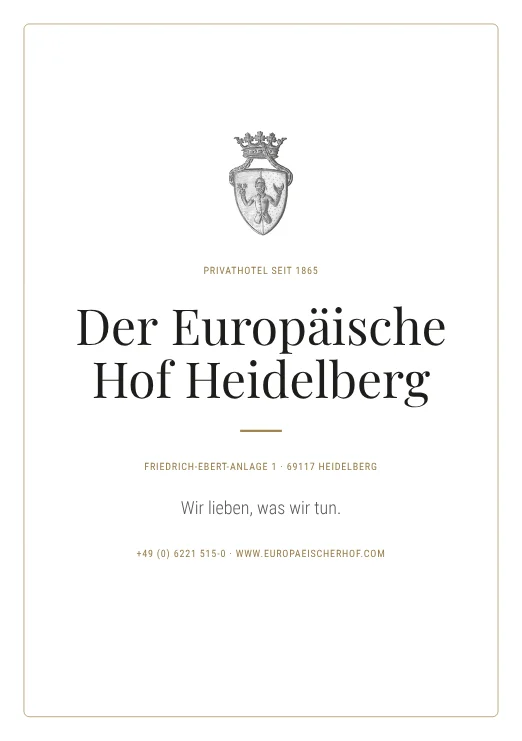 PRIVATHOTEL SEIT 1865
Der Europäische
Hof Heidelberg
FRIEDRICH-EBERT-ANLAGE 1 · 69117 HEIDELBERG
Wir lieben, was wir tun.
+49 (0) 6221 515-0 · WWW.EUROPAEISCHERHOF.COM